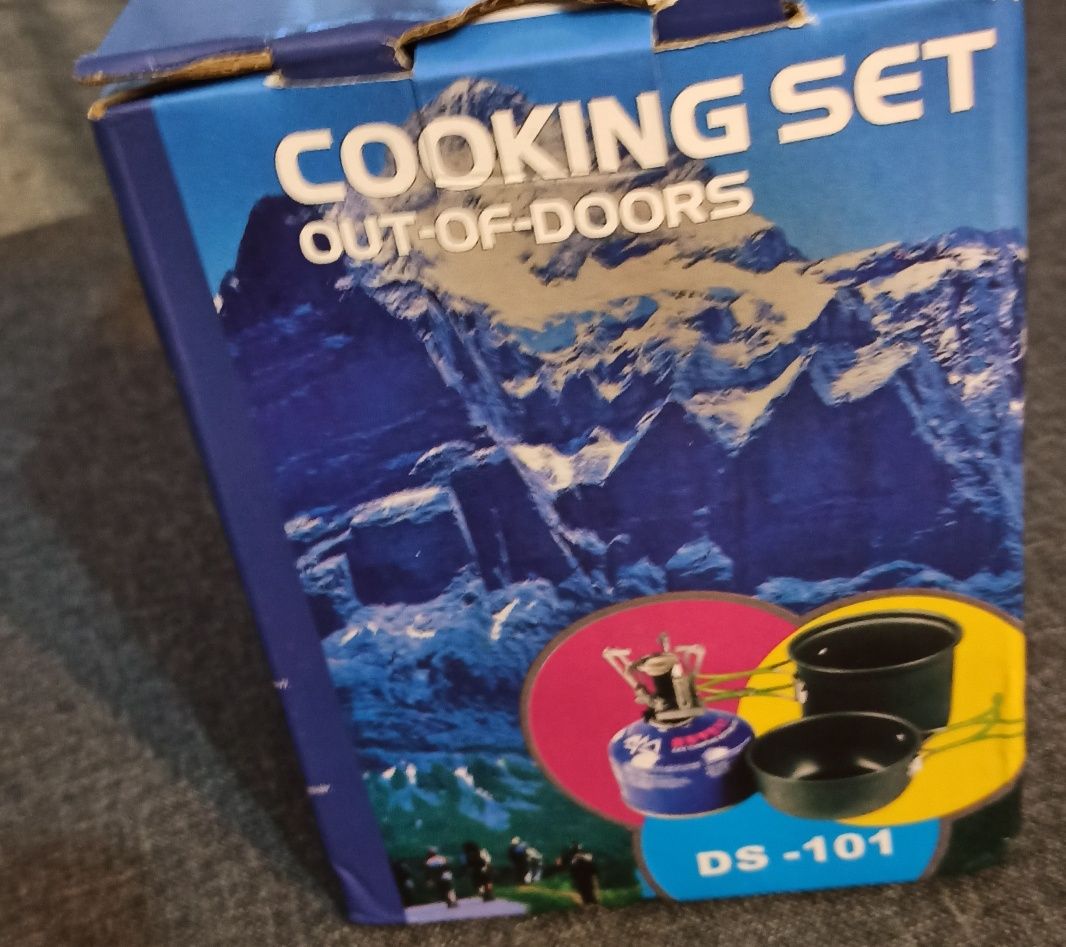 COOKING SET
OUT-OF-DOORS
DS -101